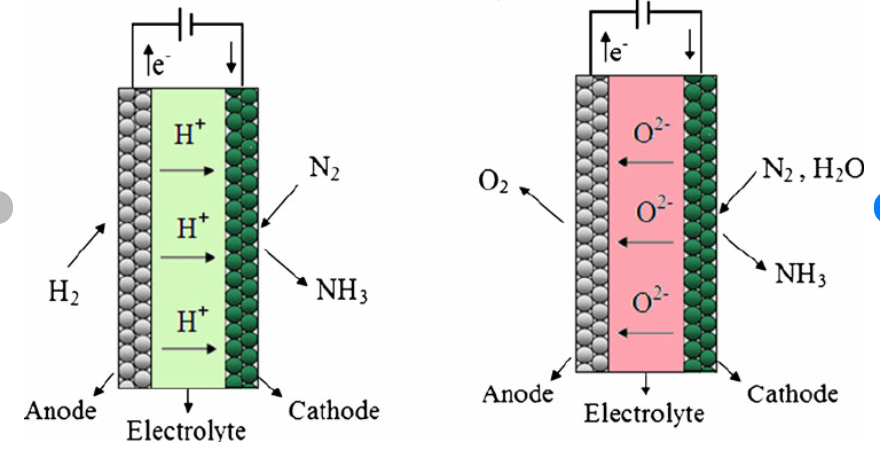 e⁻
H⁺
N₂
H⁺
H₂
NH₃
H⁺
Anode
Cathode
Electrolyte
e⁻
O²⁻
N₂ , H₂O
O₂
O²⁻
NH₃
O²⁻
Anode
Cathode
Electrolyte